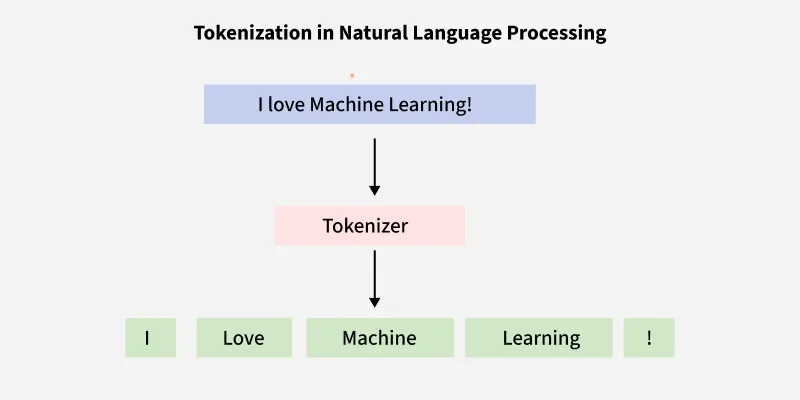 Tokenization in Natural Language Processing
I love Machine Learning!
Tokenizer
I Love Machine Learning !